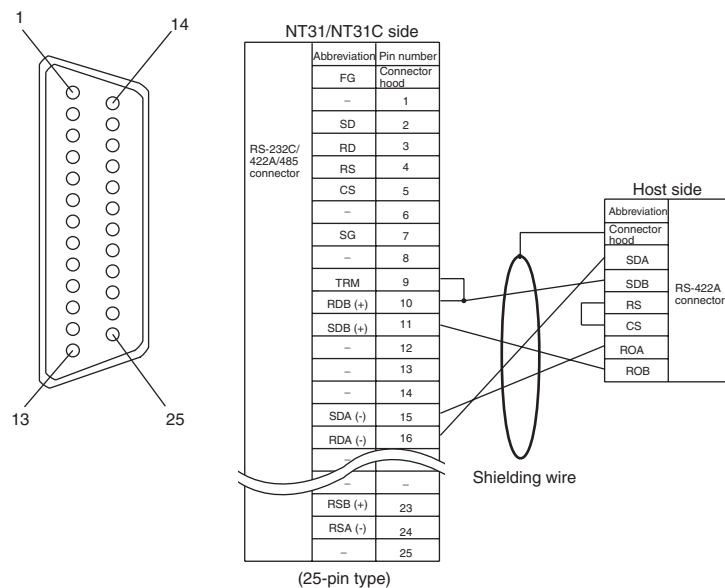 1
14
13
25
NT31/NT31C side
Abbreviation Pin number
FG Connector hood
– 1
SD 2
RD 3
RS-232C/
422A/485
connector
RS 4
CS 5
– 6
SG 7
– 8
TRM 9
RDB (+) 10
SDB (+) 11
– 12
– 13
– 14
SDA (-) 15
RDA (-) 16
–
– –
RSB (+) 23
RSA (-) 24
– 25
(25-pin type)
Shielding wire
Host side
Abbreviation
Connector
hood
SDA
SDB
RS
CS
ROA
ROB
RS-422A
connector